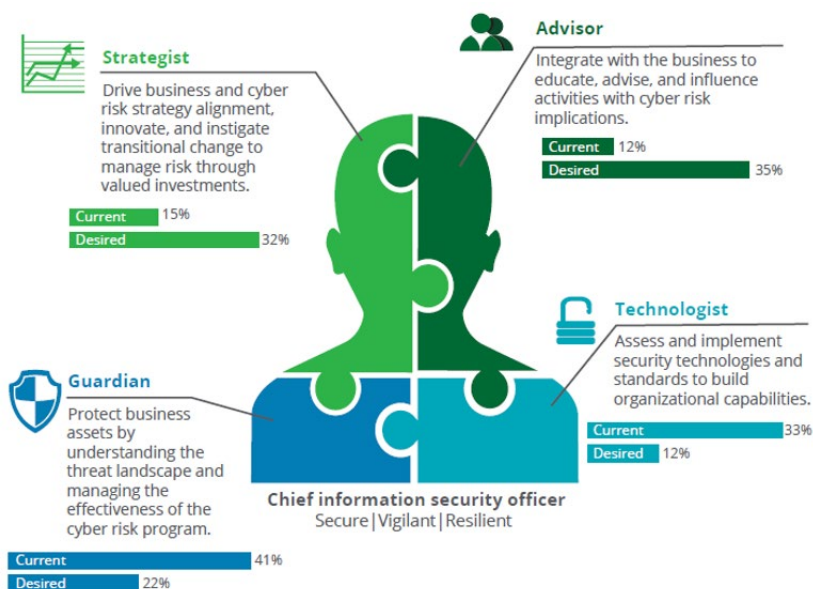 Strategist
Drive business and cyber
risk strategy alignment,
innovate, and instigate
transitional change to
manage risk through
valued investments.
Current 15%
Desired 32%
Advisor
Integrate with the business to
educate, advise, and influence
activities with cyber risk
implications.
Current 12%
Desired 35%
Guardian
Protect business
assets by
understanding the
threat landscape and
managing the
effectiveness of the
cyber risk program.
Current 41%
Desired 22%
Technologist
Assess and implement
security technologies and
standards to build
organizational capabilities.
Current 33%
Desired 12%
Chief information security officer
Secure|Vigilant|Resilient